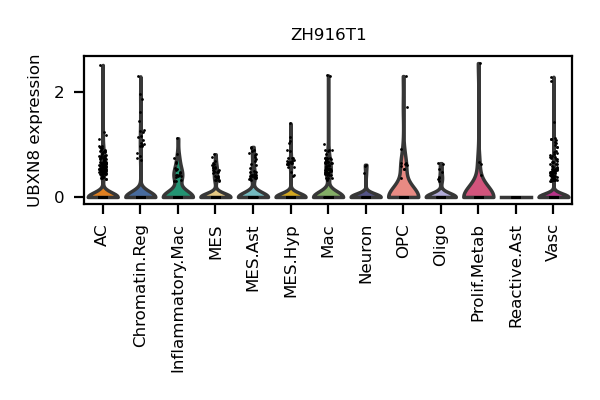 ZH916T1
UBXN8 expression
2
0
AC
Chromatin.Reg
Inflammatory.Mac
MES
MES.Ast
MES.Hyp
Mac
Neuron
OPC
Oligo
Prolif.Metab
Reactive.Ast
Vasc